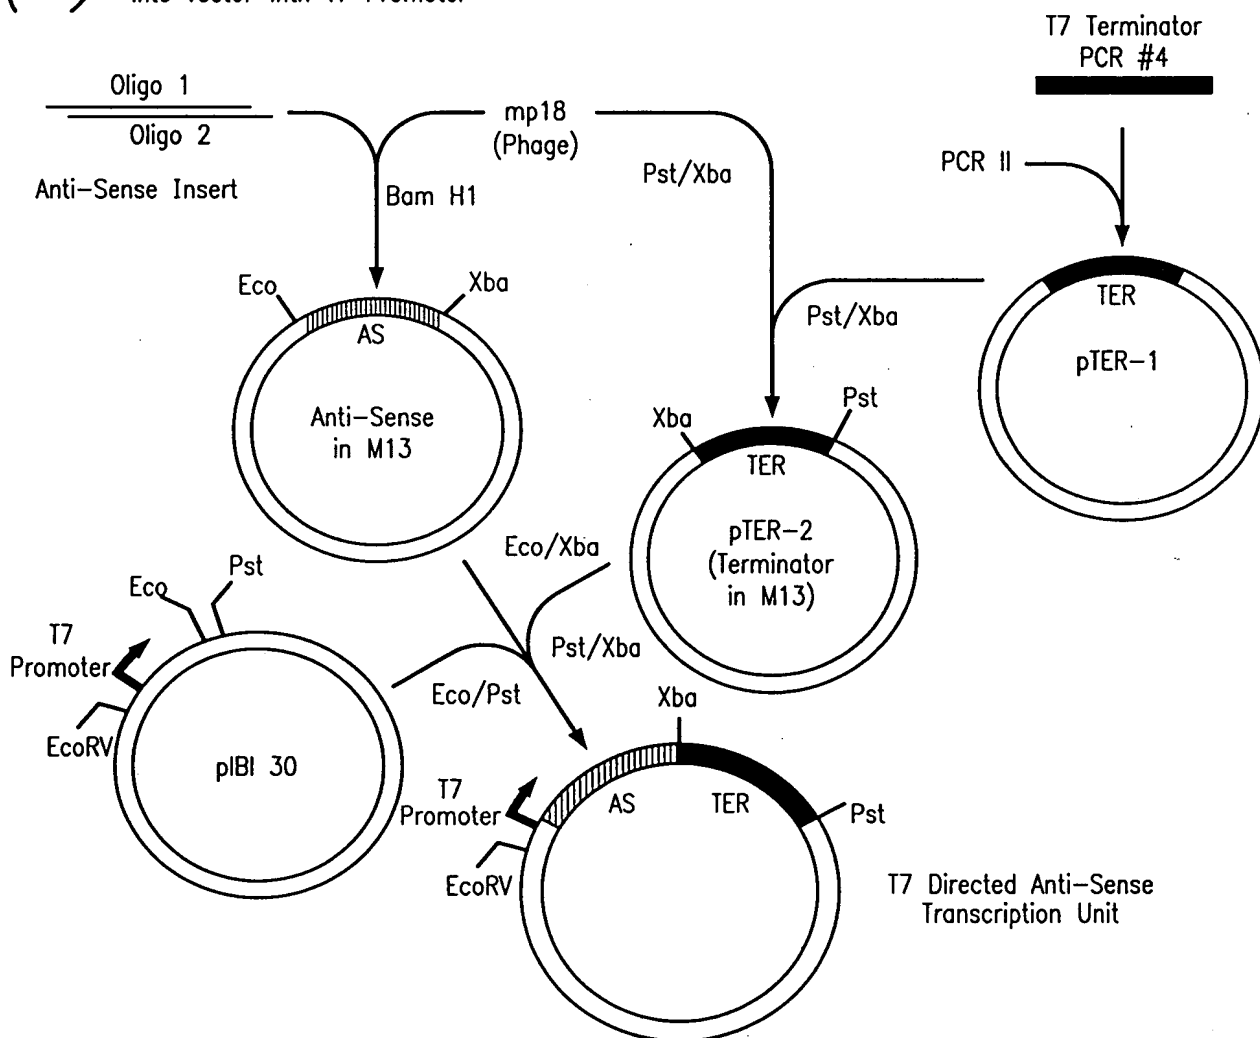 into Vector with T7 Promoter
T7 Terminator
PCR #4
Oligo 1
Oligo 2
Anti-Sense Insert
mp18
(Phage)
Bam H1
Pst/Xba
PCR II
Eco
Xba
AS
Anti-Sense
in M13
Pst/Xba
TER
pTER-1
Xba
Pst
TER
pTER-2
(Terminator
in M13)
Eco/Xba
Pst/Xba
Eco/Pst
Eco
Pst
T7
Promoter
EcoRV
pIBI 30
Xba
T7
Promoter
AS
TER
Pst
EcoRV
T7 Directed Anti-Sense
Transcription Unit